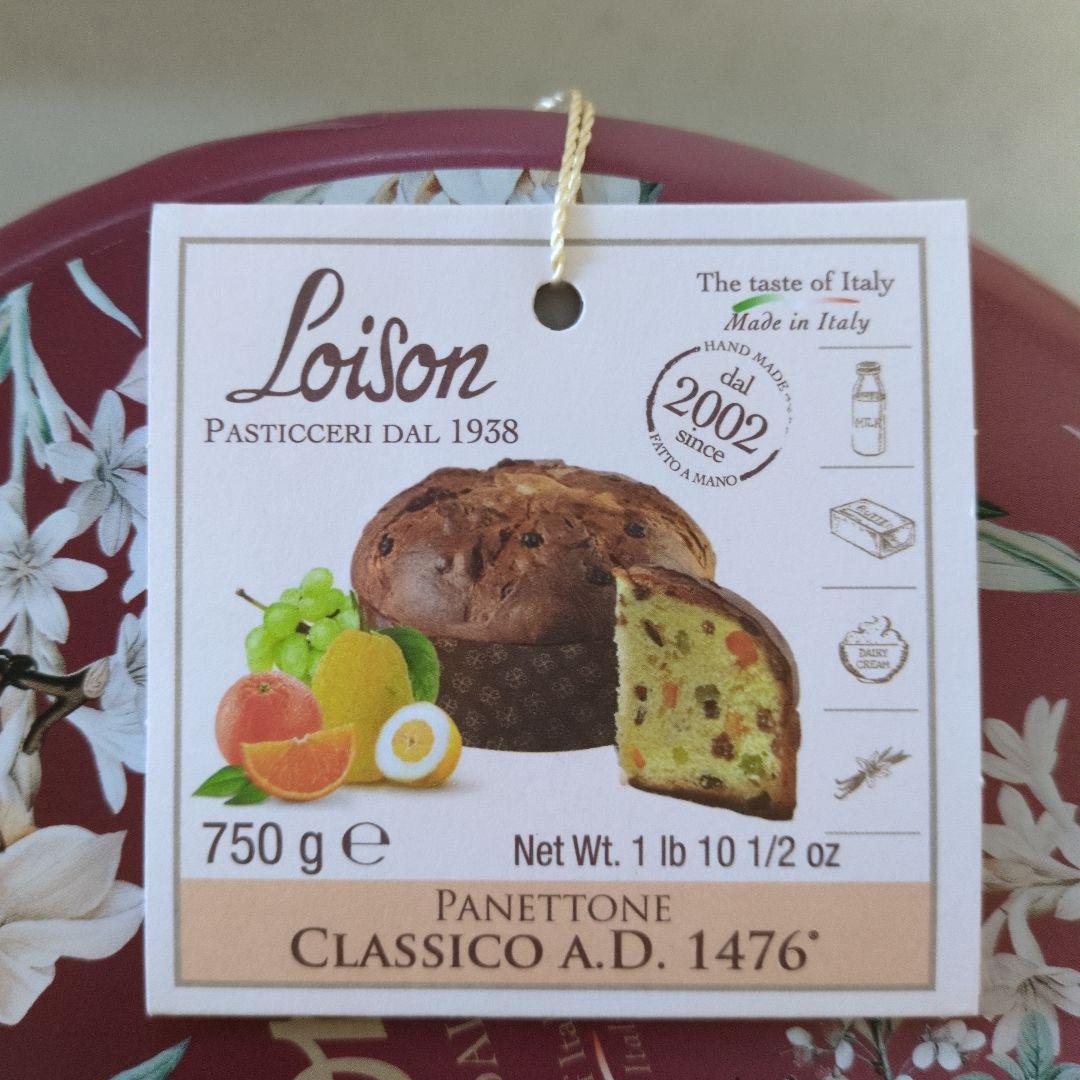 Loison
PASTICCERI DAL 1938
The taste of Italy
Made in Italy
HAND MADE
dal
2002
since
FATTO A MANO
MILK
BUTTER
DAIRY
CREAM
750 g ℮
Net Wt. 1 lb 10 1/2 oz
PANETTONE
CLASSICO A.D. 1476®